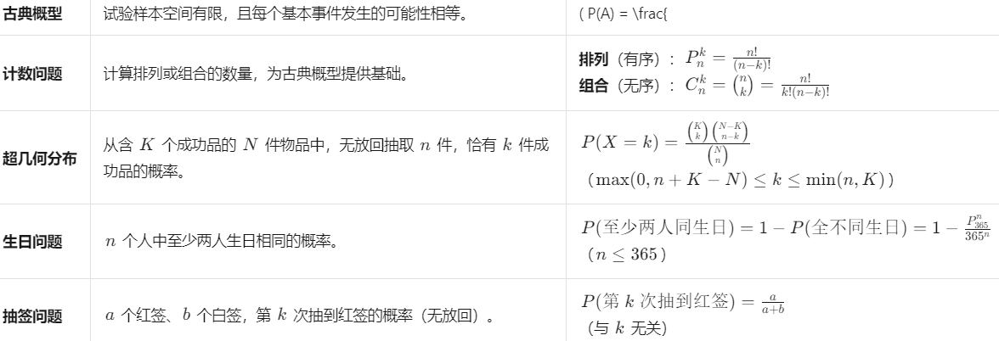 古典概型 试验样本空间有限，且每个基本事件发生的可能性相等。 ( P(A) = \frac{
计数问题 计算排列或组合的数量，为古典概型提供基础。
排列（有序）：$P_n^k = \frac{n!}{(n-k)!}$
组合（无序）：$C_n^k = \binom{n}{k} = \frac{n!}{k!(n-k)!}$
超几何分布
从含 $K$ 个成功品的 $N$ 件物品中，无放回抽取 $n$ 件，恰有 $k$ 件成
功品的概率。
$P(X = k) = \frac{\binom{K}{k}\binom{N-K}{n-k}}{\binom{N}{n}}$
（$\max(0, n + K - N) \leq k \leq \min(n, K)$）
生日问题 $n$ 个人中至少两人生日相同的概率。
$P(至少两人同生日) = 1 - P(全不同生日) = 1 - \frac{P_{365}^n}{365^n}$
（$n \leq 365$）
抽签问题 $a$ 个红签、$b$ 个白签，第 $k$ 次抽到红签的概率（无放回）。
$P(第 k 次抽到红签) = \frac{a}{a+b}$
（与 $k$ 无关）